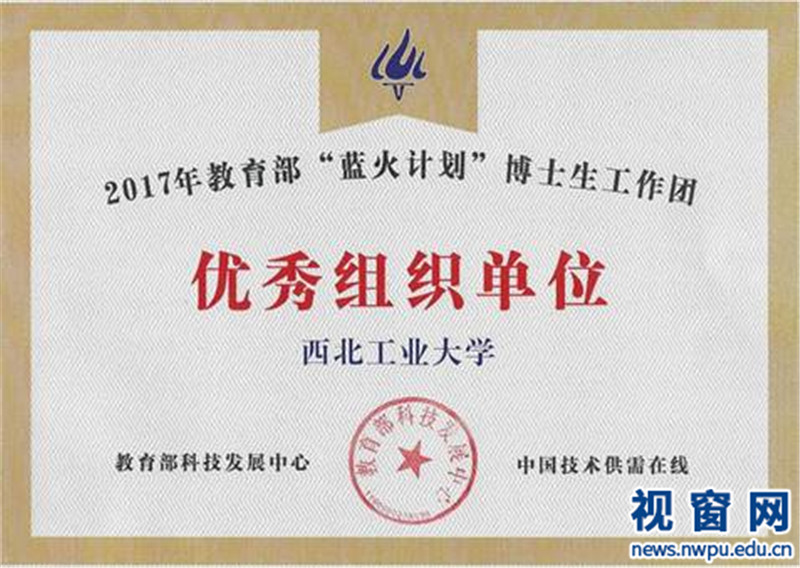 2017年教育部“蓝火计划”博士生工作团
优秀组织单位
西北工业大学
教育部科技发展中心
教育部科技发展中心
中国技术供需在线
视窗网
news.nwpu.edu.cn